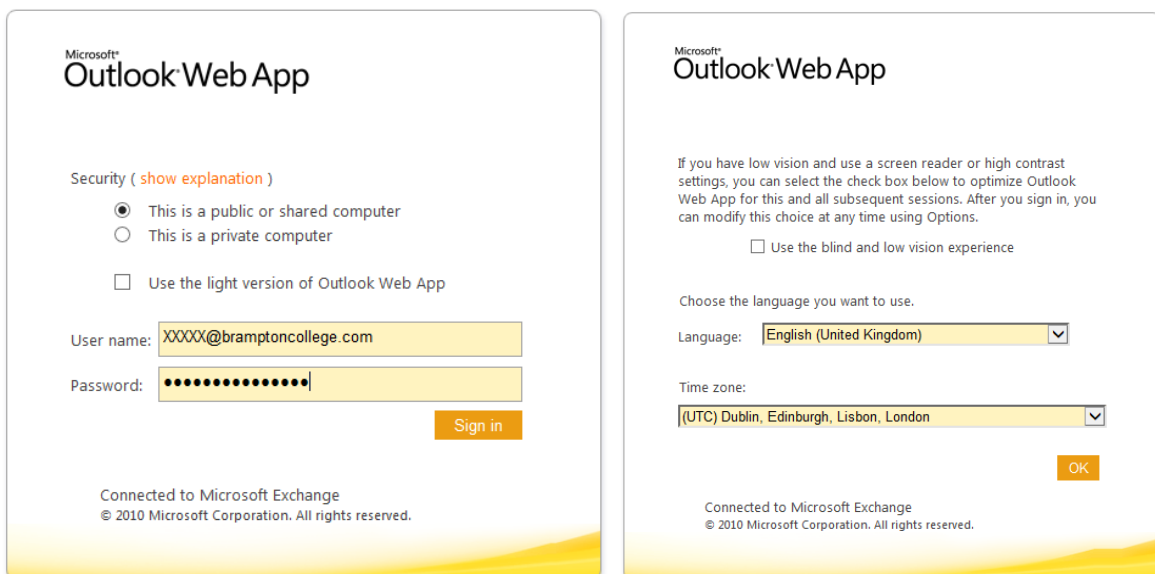 Microsoft®
Outlook Web App
Security ( show explanation )
This is a public or shared computer
This is a private computer
Use the light version of Outlook Web App
User name: XXXXX@bramptoncollege.com
Password: ●●●●●●●●●●●●●●●
Sign in
Connected to Microsoft Exchange
© 2010 Microsoft Corporation. All rights reserved.
Microsoft®
Outlook Web App
If you have low vision and use a screen reader or high contrast
settings, you can select the check box below to optimize Outlook
Web App for this and all subsequent sessions. After you sign in, you
can modify this choice at any time using Options.
Use the blind and low vision experience
Choose the language you want to use.
Language: English (United Kingdom)
Time zone:
(UTC) Dublin, Edinburgh, Lisbon, London
OK
Connected to Microsoft Exchange
© 2010 Microsoft Corporation. All rights reserved.